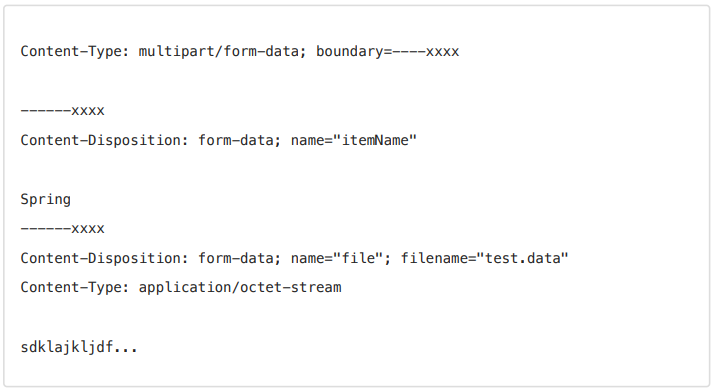 Content-Type: multipart/form-data; boundary=----xxxx
------xxxx
Content-Disposition: form-data; name="itemName"
Spring
------xxxx
Content-Disposition: form-data; name="file"; filename="test.data"
Content-Type: application/octet-stream
sdklajkljdf...